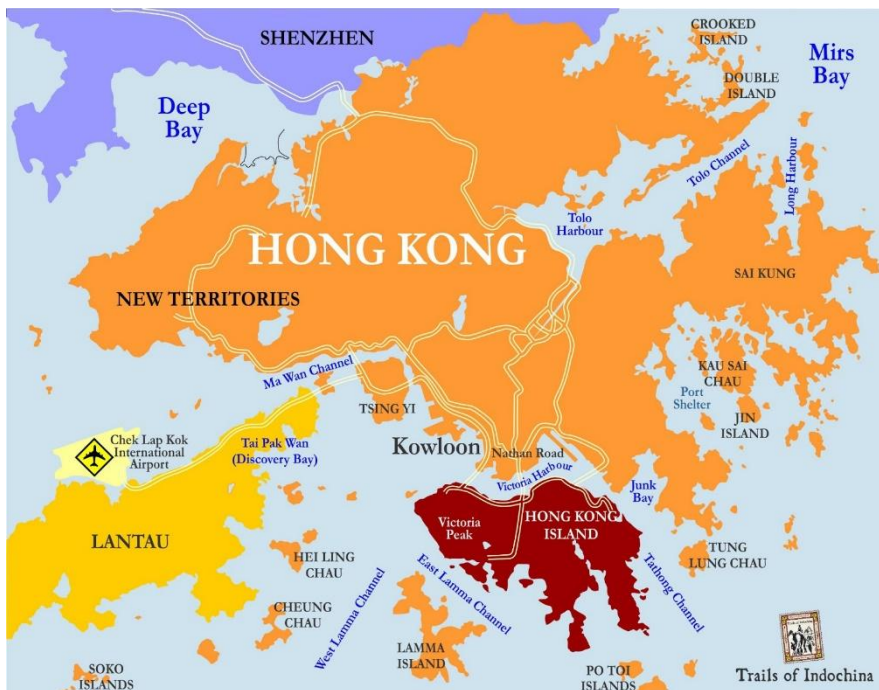 CROOKED
ISLAND
SHENZHEN
Mirs
Bay
DOUBLE
ISLAND
Deep
Bay
Tolo Channel
Long Harbour
Tolo
Harbour
HONG KONG
SAI KUNG
NEW TERRITORIES
Ma Wan Channel
KAU SAI
CHAU
Port
Shelter
TSING YI
JIN
ISLAND
Chek Lap Kok
International
Airport
Tai Pak Wan
(Discovery Bay)
Kowloon
Nathan Road
Victoria Harbour
Junk
Bay
Victoria
Peak
HONG KONG
ISLAND
LANTAU
HEI LING
CHAU
TUNG
LUNG CHAU
East Lamma Channel
Tathong Channel
West Lamma Channel
CHEUNG
CHAU
LAMMA
ISLAND
SOKO
ISLANDS
PO TOI
ISLANDS
Trails of Indochina